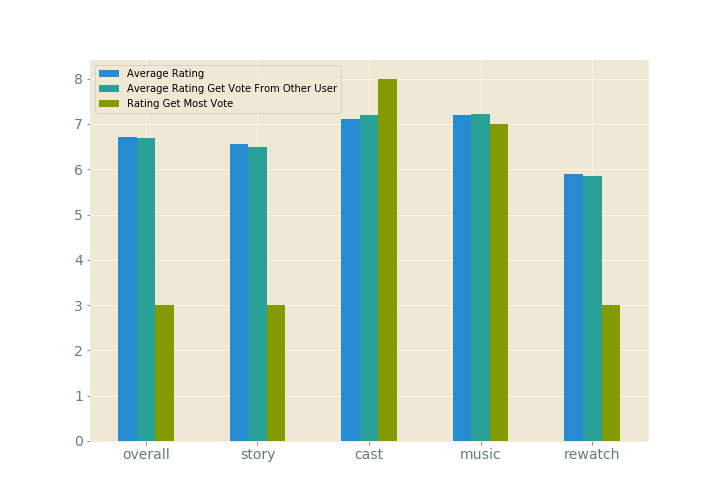 Average Rating
Average Rating Get Vote From Other User
Rating Get Most Vote
8
7
6
5
4
3
2
1
0
overall story cast music rewatch